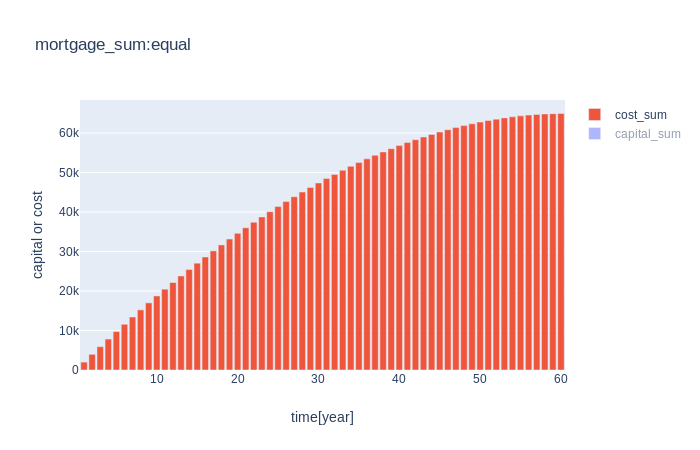 mortgage_sum:equal
cost_sum
capital_sum
capital or cost
60k
50k
40k
30k
20k
10k
0
10 20 30 40 50 60
time[year]